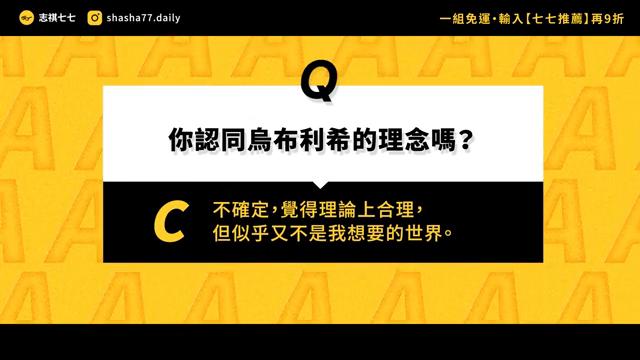 志祺七七
shasha77.daily
一組免運•輸入【七七推薦】再9折
Q
你認同烏布利希的理念嗎？
C
不確定，覺得理論上合理，
但似乎又不是我想要的世界。